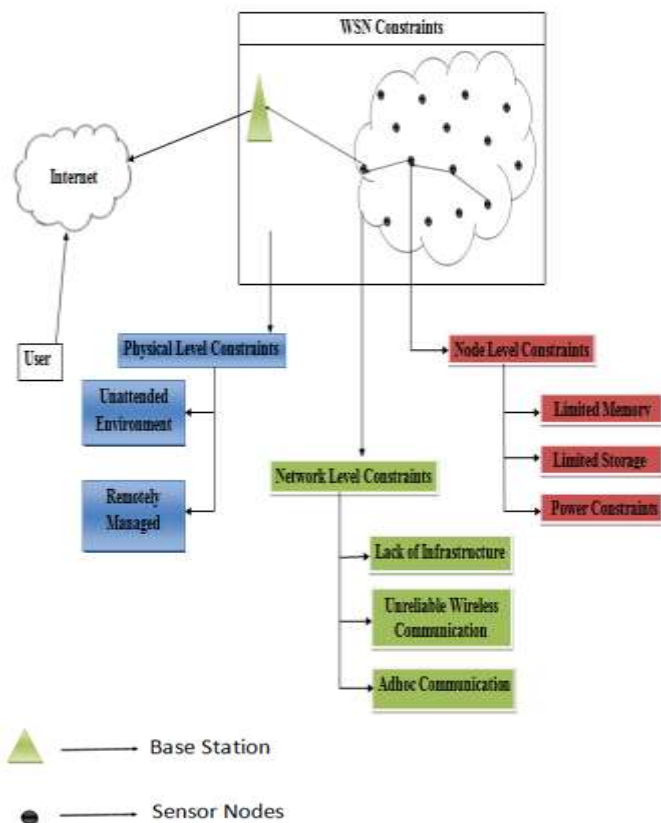 WSN Constraints
Internet
User
Physical Level Constraints
Unattended
Environment
Remotely
Managed
Node Level Constraints
Limited Memory
Limited Storage
Power Constraints
Network Level Constraints
Lack of Infrastructure
Unreliable Wireless
Communication
Adhoc Communication
Base Station
Sensor Nodes